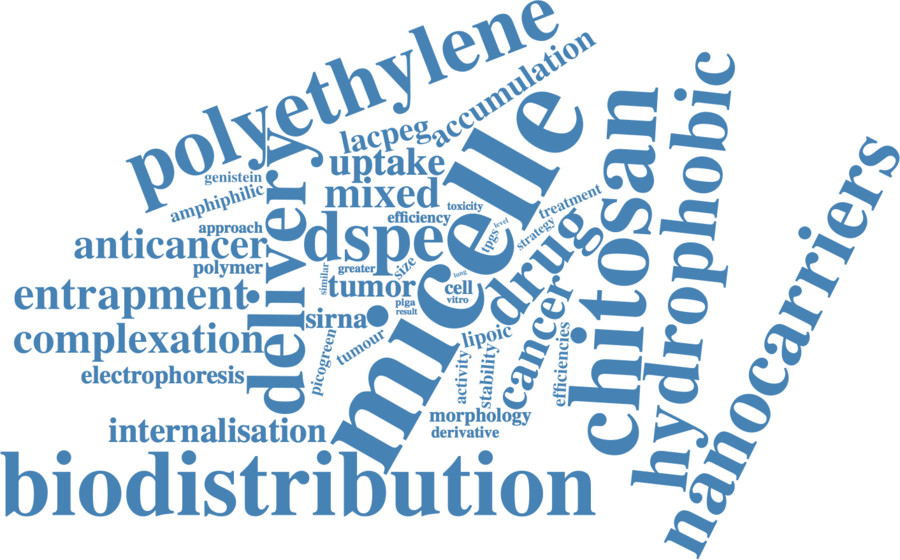 polyethylene
accumulation
lacpeg
uptake
genistein
amphiphilic
mixed
micelle
chitosan
hydrophobic
nanocarriers
delivery
approach
anticancer
polymer
dspe
efficiency
toxicity
treatment
strategy
level
tpgs
drug
entrapment
similar
greater
size
lung
tumor
cell
vitro
plga
result
complexation
sirna
tumour
picogreen
lipoic
cancer
efficiencies
electrophoresis
activity
stability
morphology
derivative
internalisation
biodistribution